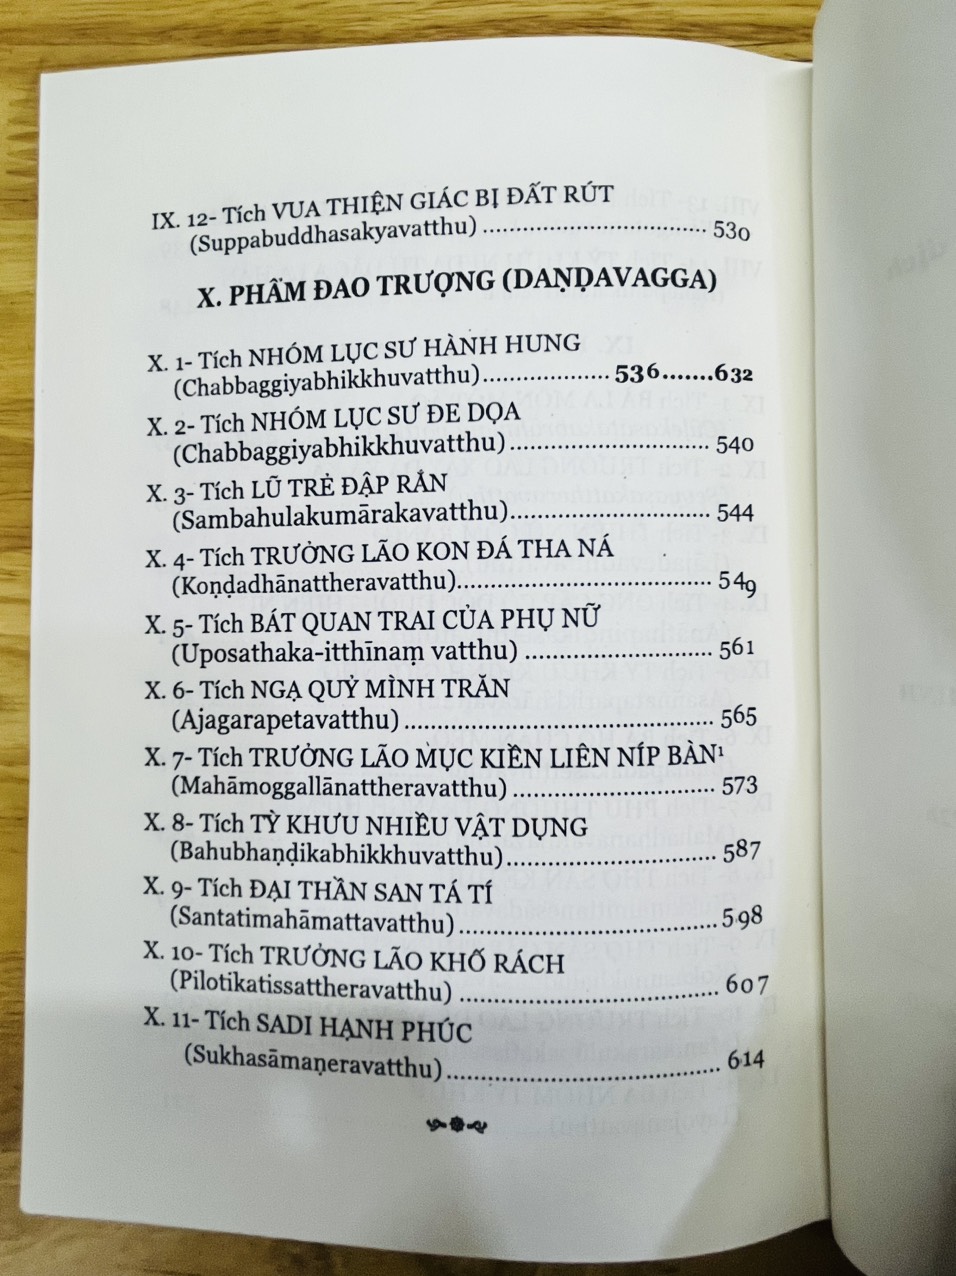 IX. 12- Tích VUA THIỆN GIÁC BỊ ĐẤT RÚT
(Suppabuddhasakyavatthu) ........................................ 530
X. PHẨM ĐAO TRƯỢNG (DAṆḌAVAGGA)
X. 1- Tích NHÓM LỤC SƯ HÀNH HUNG
(Chabbaggiyabhikkhuvatthu)...................... 536.......632
X. 2- Tích NHÓM LỤC SƯ ĐE DỌA
(Chabbaggiyabhikkhuvatthu)................................... 540
X. 3- Tích LŨ TRẺ ĐẬP RẮN
(Sambahulakumārakavatthu)................................... 544
X. 4- Tích TRƯỞNG LÃO KON ĐÁ THA NÁ
(Koṇḍadhānattheravatthu)............................................ 549
X. 5- Tích BÁT QUAN TRAI CỦA PHỤ NỮ
(Uposathaka-itthīnaṃ vatthu) ................................. 561
X. 6- Tích NGẠ QUỶ MÌNH TRĂN
(Ajagarapetavatthu)..................................................... 565
X. 7- Tích TRƯỞNG LÃO MỤC KIỀN LIÊN NÍP BÀN¹
(Mahāmoggallānattheravatthu) ................................... 573
X. 8- Tích TỲ KHƯU NHIỀU VẬT DỤNG
(Bahubhaṇḍikabhikkhuvatthu)..................................... 587
X. 9- Tích ĐẠI THẦN SAN TÁ TÍ
(Santatimahāmattavatthu)............................................. 598
X. 10- Tích TRƯỞNG LÃO KHỐ RÁCH
(Pilotikatissattheravatthu) ............................................. 607
X. 11- Tích SADI HẠNH PHÚC
(Sukhasāmaṇeravatthu)................................................ 614